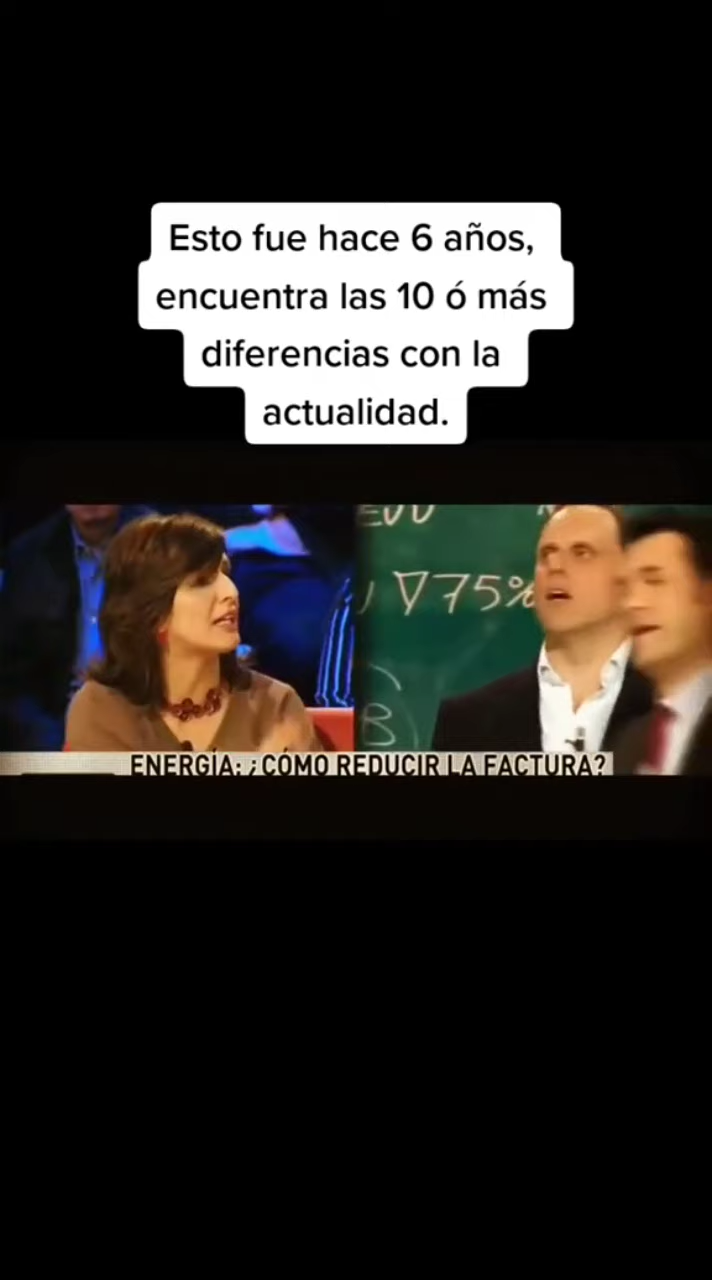 Esto fue hace 6 años,
encuentra las 10 ó más
diferencias con la
actualidad.
∇75%
B
ENERGÍA: ¿CÓMO REDUCIR LA FACTURA?